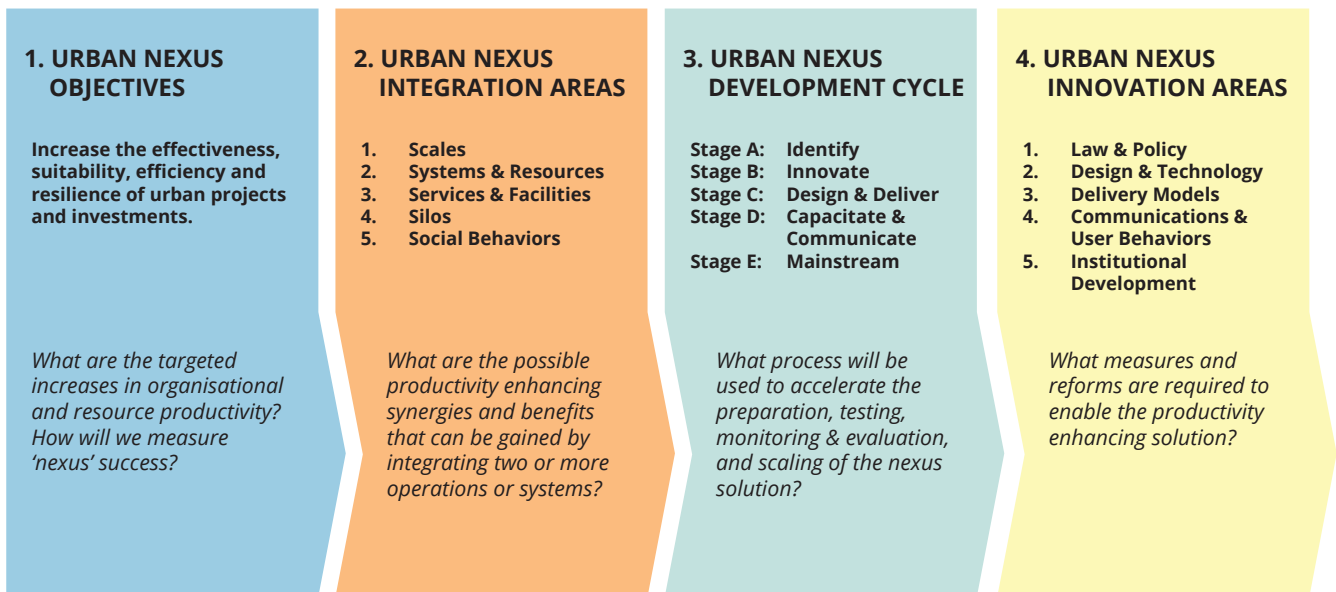 1. URBAN NEXUS
OBJECTIVES
Increase the effectiveness,
suitability, efficiency and
resilience of urban projects
and investments.
What are the targeted
increases in organisational
and resource productivity?
How will we measure
‘nexus’ success?
2. URBAN NEXUS
INTEGRATION AREAS
1. Scales
2. Systems & Resources
3. Services & Facilities
4. Silos
5. Social Behaviors
What are the possible
productivity enhancing
synergies and benefits
that can be gained by
integrating two or more
operations or systems?
3. URBAN NEXUS
DEVELOPMENT CYCLE
Stage A: Identify
Stage B: Innovate
Stage C: Design & Deliver
Stage D: Capacitate &
Communicate
Stage E: Mainstream
What process will be
used to accelerate the
preparation, testing,
monitoring & evaluation,
and scaling of the nexus
solution?
4. URBAN NEXUS
INNOVATION AREAS
1. Law & Policy
2. Design & Technology
3. Delivery Models
4. Communications &
User Behaviors
5. Institutional
Development
What measures and
reforms are required to
enable the productivity
enhancing solution?